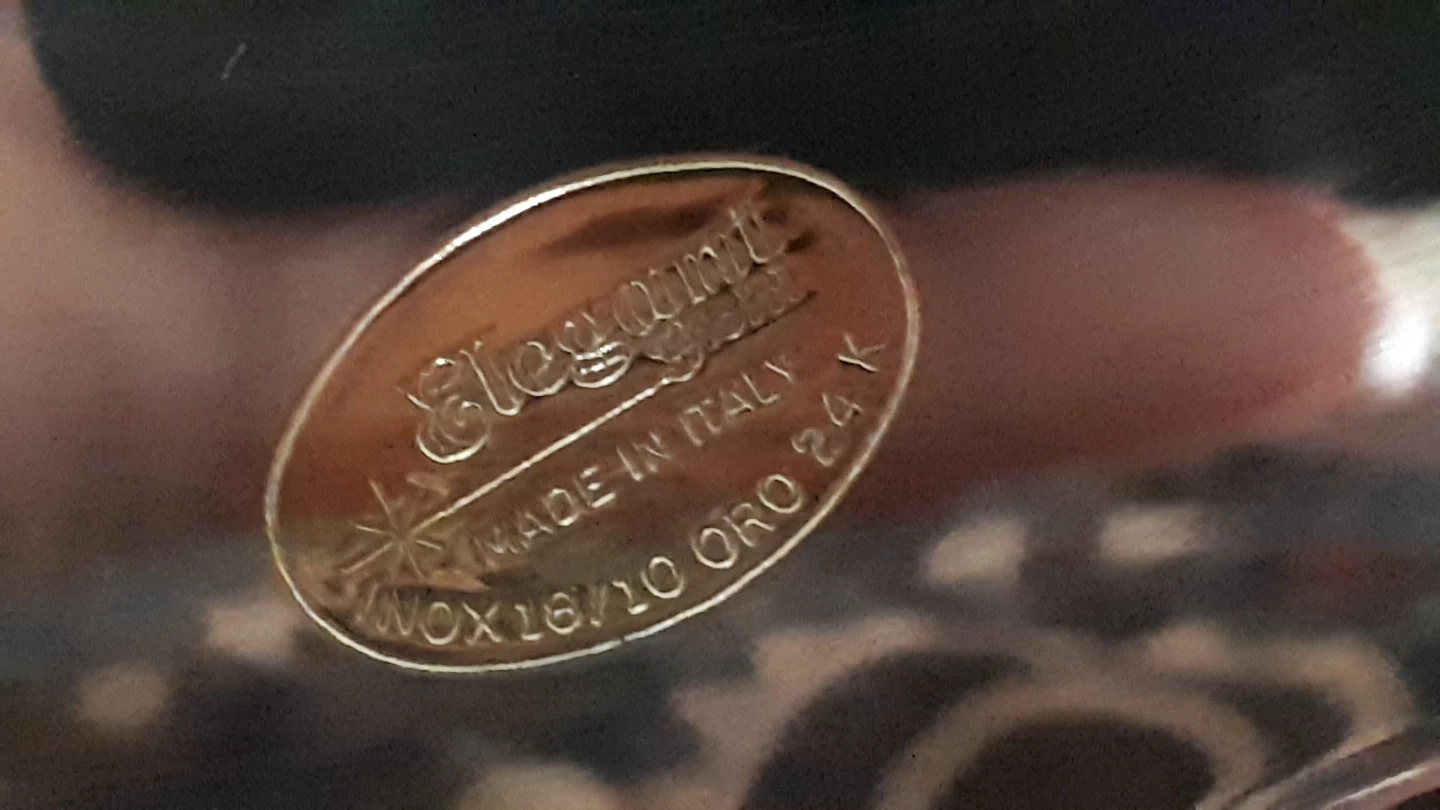 Elegant
gold
MADE IN ITALY
INOX 18/10 ORO 24 K